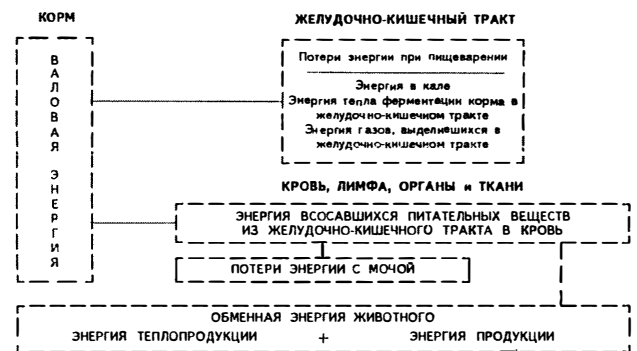 КОРМ
ВАЛОВАЯ ЭНЕРГИЯ
ЖЕЛУДОЧНО-КИШЕЧНЫЙ ТРАКТ
Потери энергии при пищеварении
Энергия в кале
Энергия тепла ферментации корма в
желудочно-кишечном тракте
Энергия газов, выделившихся в
желудочно-кишечном тракте
КРОВЬ, ЛИМФА, ОРГАНЫ и ТКАНИ
ЭНЕРГИЯ ВСОСАВШИХСЯ ПИТАТЕЛЬНЫХ ВЕЩЕСТВ
ИЗ ЖЕЛУДОЧНО-КИШЕЧНОГО ТРАКТА В КРОВЬ
ПОТЕРИ ЭНЕРГИИ С МОЧОЙ
ОБМЕННАЯ ЭНЕРГИЯ ЖИВОТНОГО
ЭНЕРГИЯ ТЕПЛОПРОДУКЦИИ + ЭНЕРГИЯ ПРОДУКЦИИ